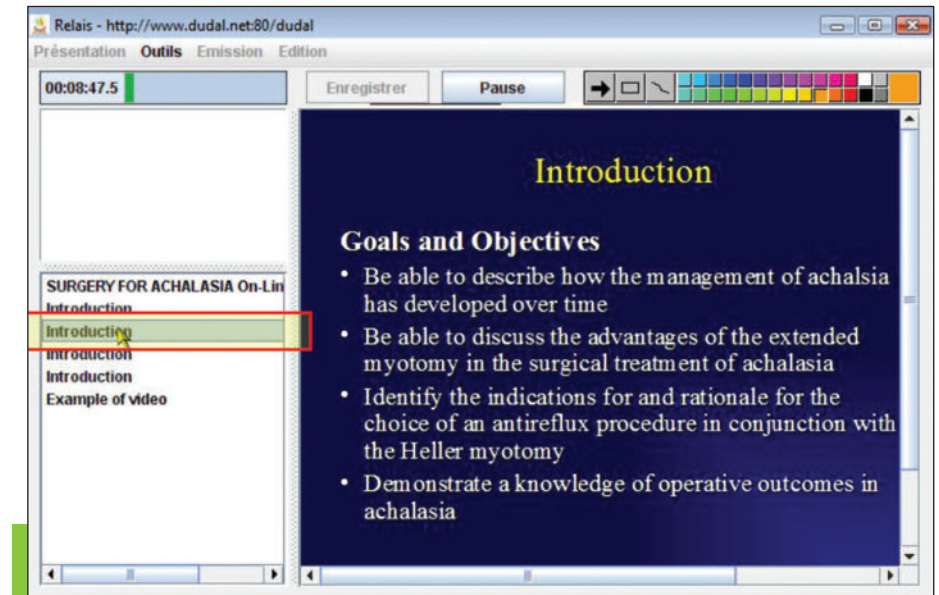 Relais - http://www.dudal.net:80/dudal
Présentation Outils Emission Edition
00:08:47.5
Enregistrer Pause
SURGERY FOR ACHALASIA On-Lin
Introduction
Introduction
Introduction
Introduction
Example of video
Introduction
Goals and Objectives
• Be able to describe how the management of achalsia
has developed over time
• Be able to discuss the advantages of the extended
myotomy in the surgical treatment of achalasia
• Identify the indications for and rationale for the
choice of an antireflux procedure in conjunction with
the Heller myotomy
• Demonstrate a knowledge of operative outcomes in
achalasia